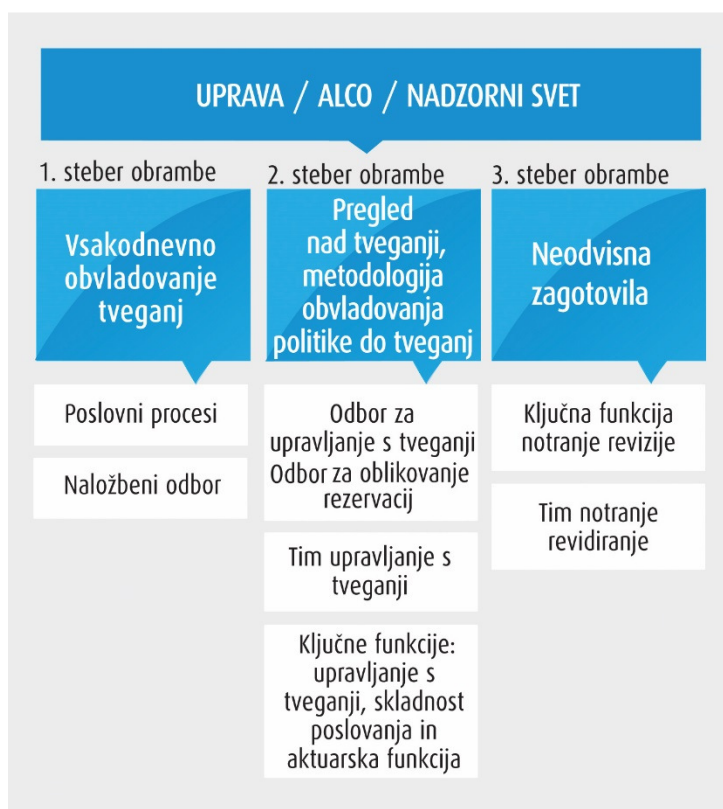 UPRAVA / ALCO / NADZORNI SVET
1. steber obrambe
Vsakodnevno
obvladovanje
tveganj
Poslovni procesi
Naložbeni odbor
2. steber obrambe
Pregled
nad tveganji,
metodologija
obvladovanja
politike do tveganj
Odbor za
upravljanje s tveganji
Odbor za oblikovanje
rezervacij
Tim upravljanje s
tveganji
Ključne funkcije:
upravljanje s
tveganji, skladnost
poslovanja in
aktuarska funkcija
3. steber obrambe
Neodvisna
zagotovila
Ključna funkcija
notranje revizije
Tim notranje
revidiranje